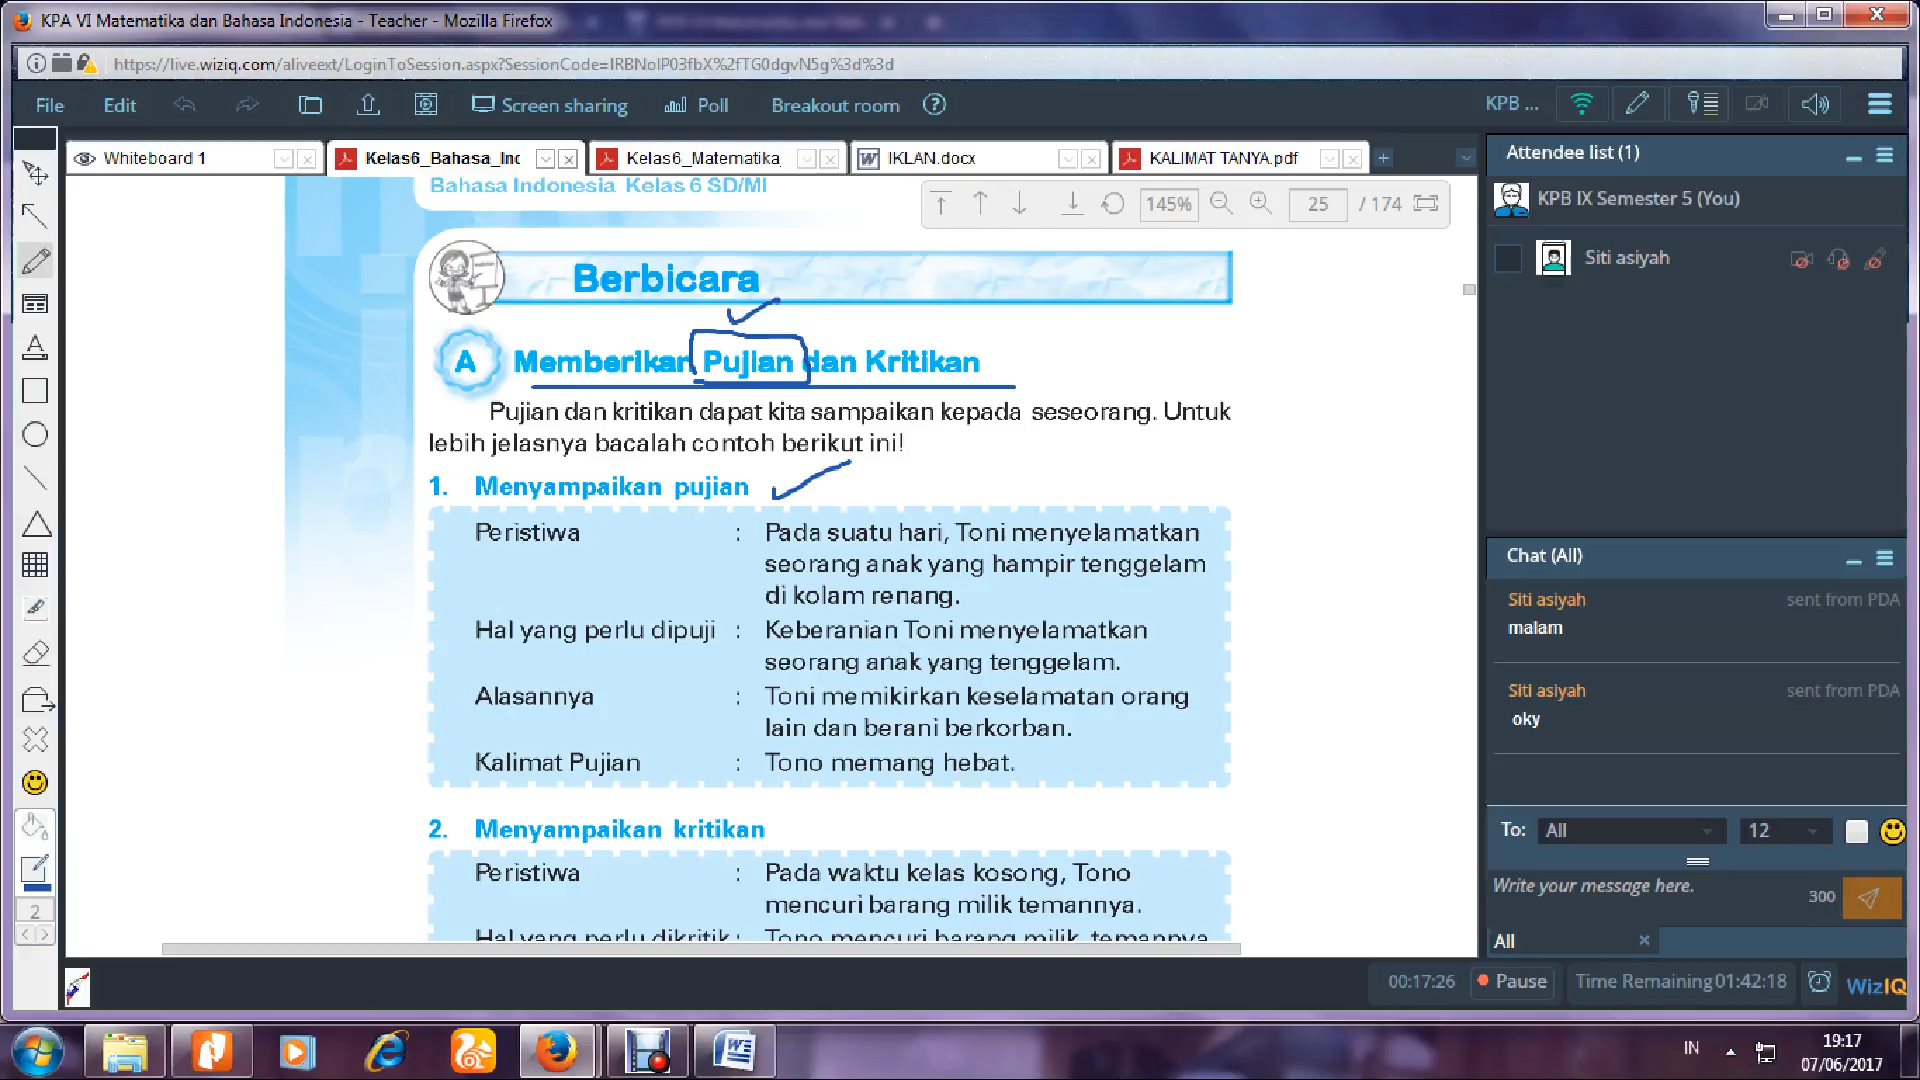 KPA VI Matematika dan Bahasa Indonesia - Teacher - Mozilla Firefox
https://live.wiziq.com/aliveext/LoginToSession.aspx?SessionCode=IRBNoIP03fbX%2fTG0dgvN5g%3d%3d
File Edit Screen sharing Poll Breakout room KPB ...
Whiteboard 1 Kelas6_Bahasa_Inc Kelas6_Matematika IKLAN.docx KALIMAT TANYA.pdf
Bahasa Indonesia Kelas 6 SD/MI
145% 25 / 174
Berbicara
A Memberikan Pujian dan Kritikan
Pujian dan kritikan dapat kita sampaikan kepada seseorang. Untuk
lebih jelasnya bacalah contoh berikut ini!
1. Menyampaikan pujian
Peristiwa : Pada suatu hari, Toni menyelamatkan
seorang anak yang hampir tenggelam
di kolam renang.
Hal yang perlu dipuji : Keberanian Toni menyelamatkan
seorang anak yang tenggelam.
Alasannya : Toni memikirkan keselamatan orang
lain dan berani berkorban.
Kalimat Pujian : Tono memang hebat.
2. Menyampaikan kritikan
Peristiwa : Pada waktu kelas kosong, Tono
mencuri barang milik temannya.
Hal yang perlu dikritik : Tono mencuri barang milik temannya
2
Attendee list (1)
KPB IX Semester 5 (You)
Siti asiyah
Chat (All)
Siti asiyah sent from PDA
malam
Siti asiyah sent from PDA
oky
To: All 12
Write your message here.
300
All
00:17:26 Pause Time Remaining 01:42:18 WizIQ
IN 19:17
07/06/2017